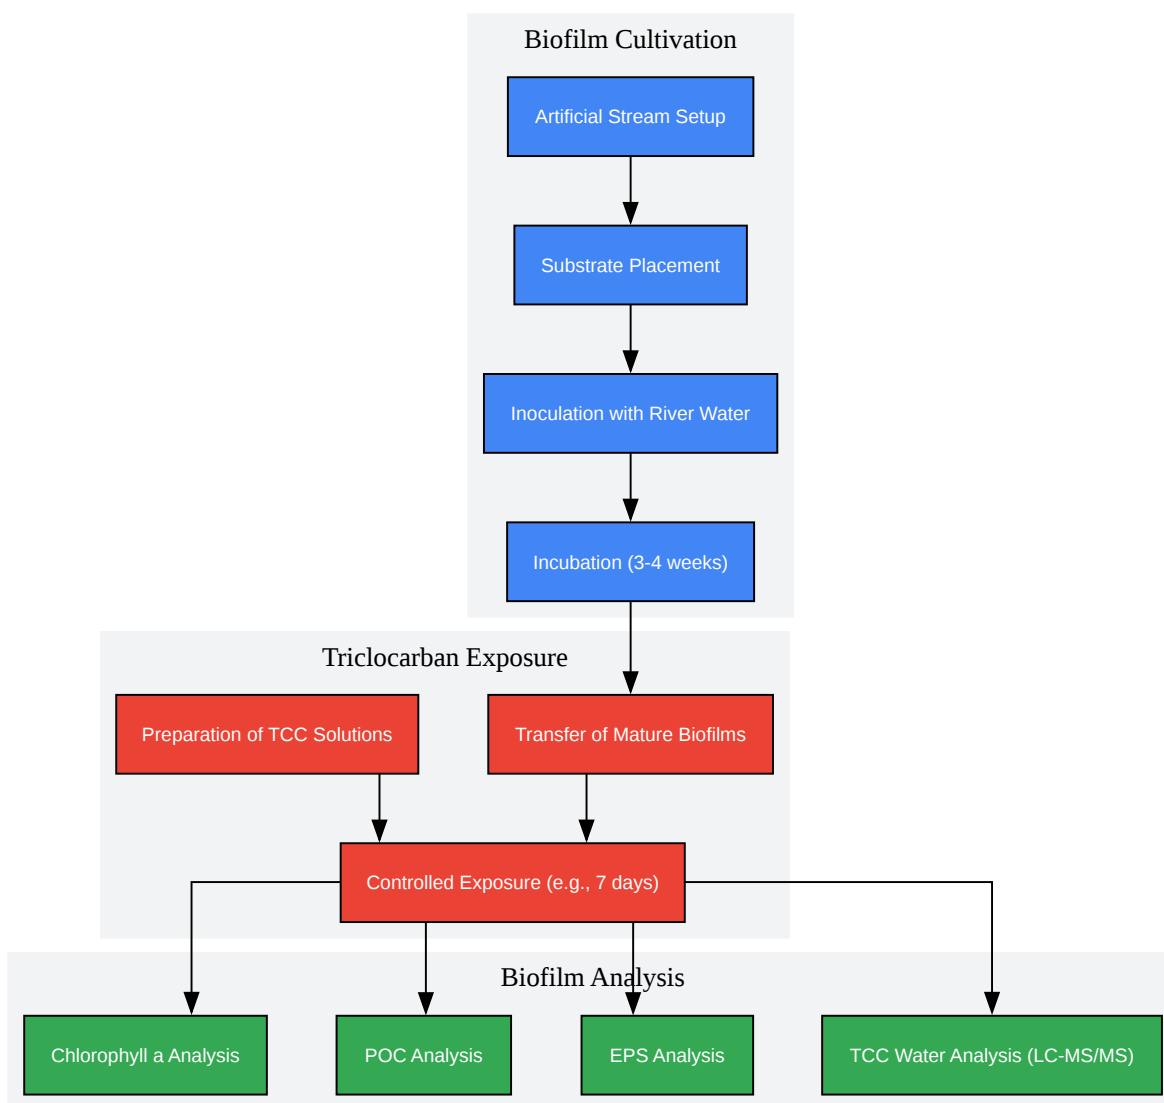 Biofilm Cultivation
Artificial Stream Setup
Substrate Placement
Inoculation with River Water
Incubation (3-4 weeks)
Triclocarban Exposure
Preparation of TCC Solutions
Transfer of Mature Biofilms
Controlled Exposure (e.g., 7 days)
Biofilm Analysis
Chlorophyll a Analysis
POC Analysis
EPS Analysis
TCC Water Analysis (LC-MS/MS)